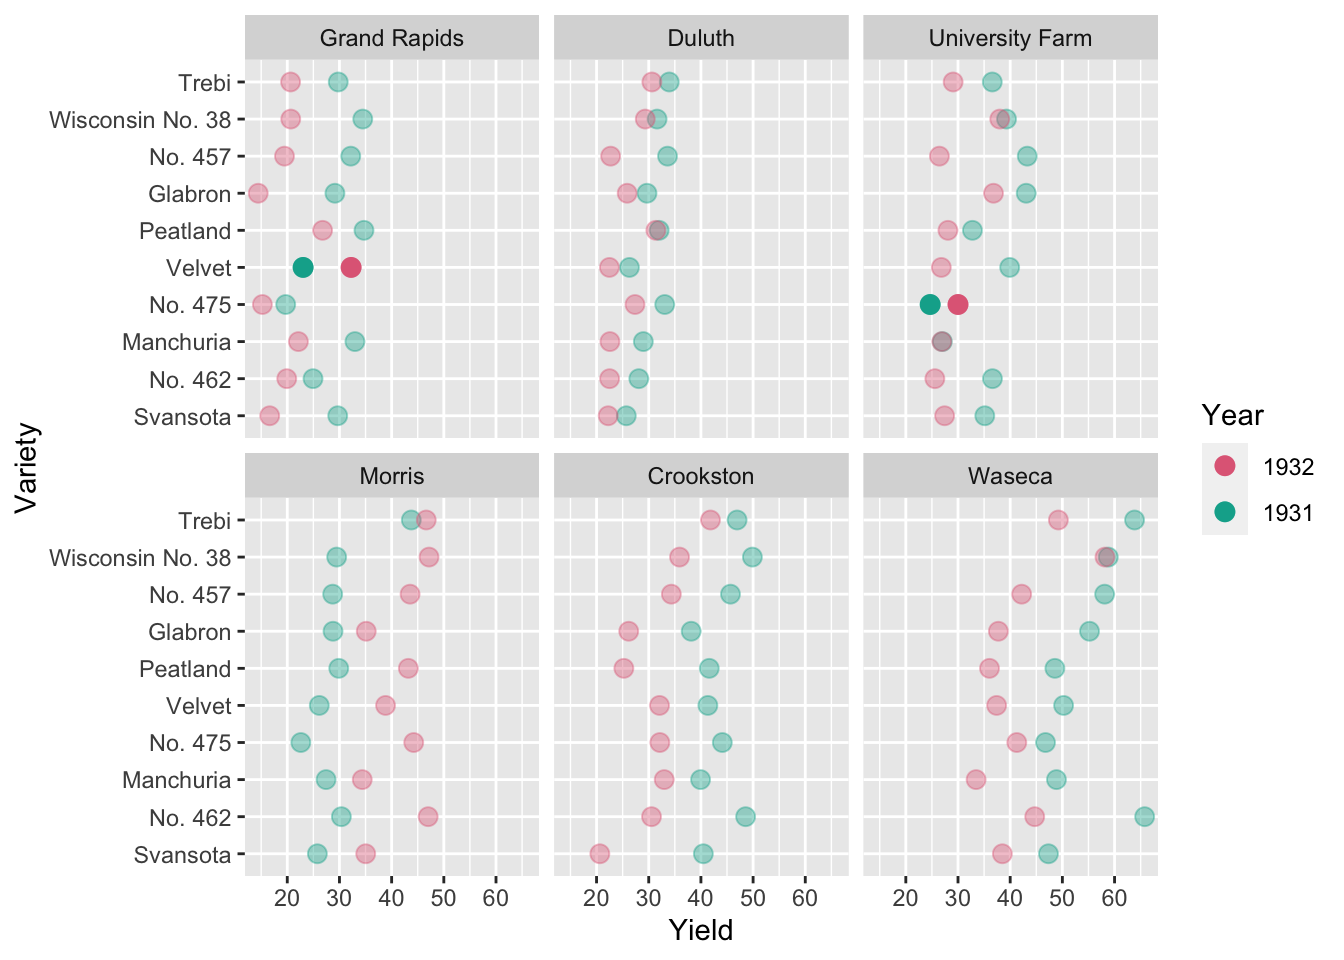 Grand Rapids Duluth University Farm
Trebi
Wisconsin No. 38
No. 457
Glabron
Peatland
Velvet
No. 475
Manchuria
No. 462
Svansota
Variety
Morris Crookston Waseca
Trebi
Wisconsin No. 38
No. 457
Glabron
Peatland
Velvet
No. 475
Manchuria
No. 462
Svansota
20 30 40 50 60 20 30 40 50 60 20 30 40 50 60
Yield
Year
1932
1931